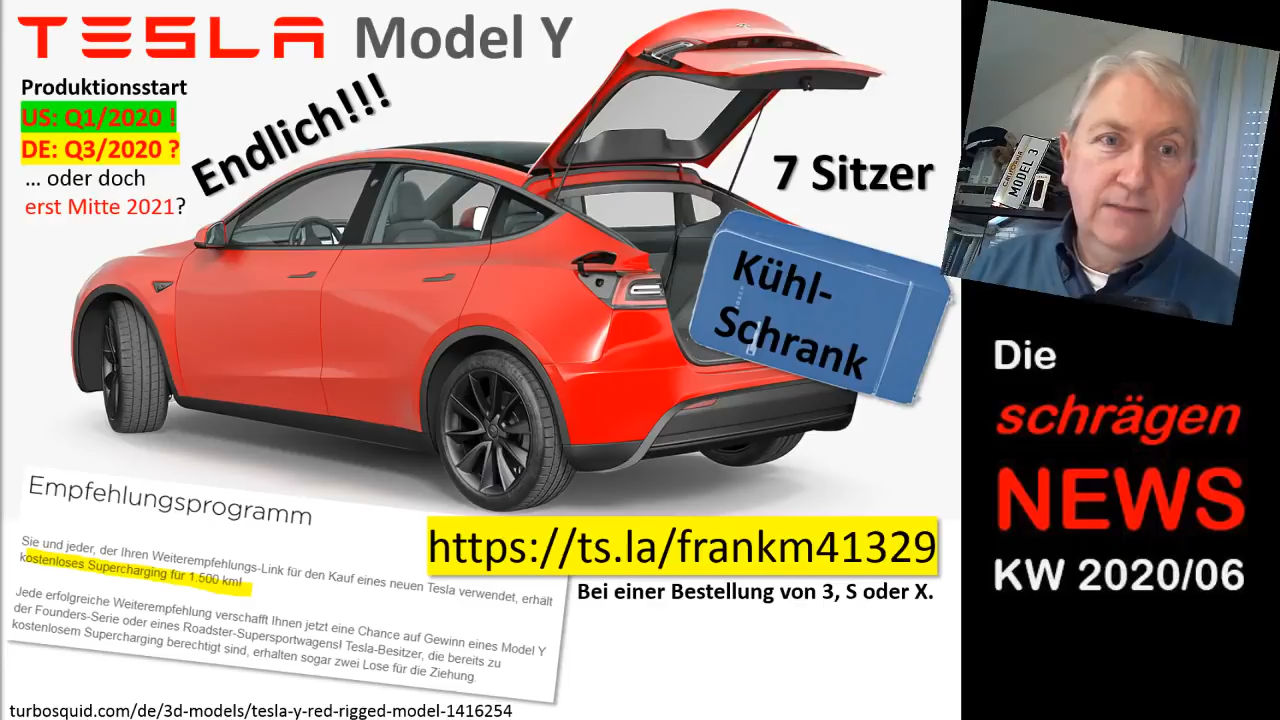 TESLA Model Y
Produktionsstart
US: Q1/2020 !
DE: Q3/2020 ?
... oder doch
erst Mitte 2021?
Endlich!!!
7 Sitzer
Kühl-
Schrank
CALIFORNIA
MODEL 3
Die
schrägen
NEWS
KW 2020/06
Empfehlungsprogramm
Sie und jeder, der Ihren Weiterempfehlungs-Link für den Kauf eines neuen Tesla verwendet, erhält
kostenloses Supercharging für 1.500 km!
Jede erfolgreiche Weiterempfehlung verschafft Ihnen jetzt eine Chance auf Gewinn eines Model Y
der Founders-Serie oder eines Roadster-Supersportwagens! Tesla-Besitzer, die bereits zu
kostenlosem Supercharging berechtigt sind, erhalten sogar zwei Lose für die Ziehung.
https://ts.la/frankm41329
Bei einer Bestellung von 3, S oder X.
turbosquid.com/de/3d-models/tesla-y-red-rigged-model-1416254